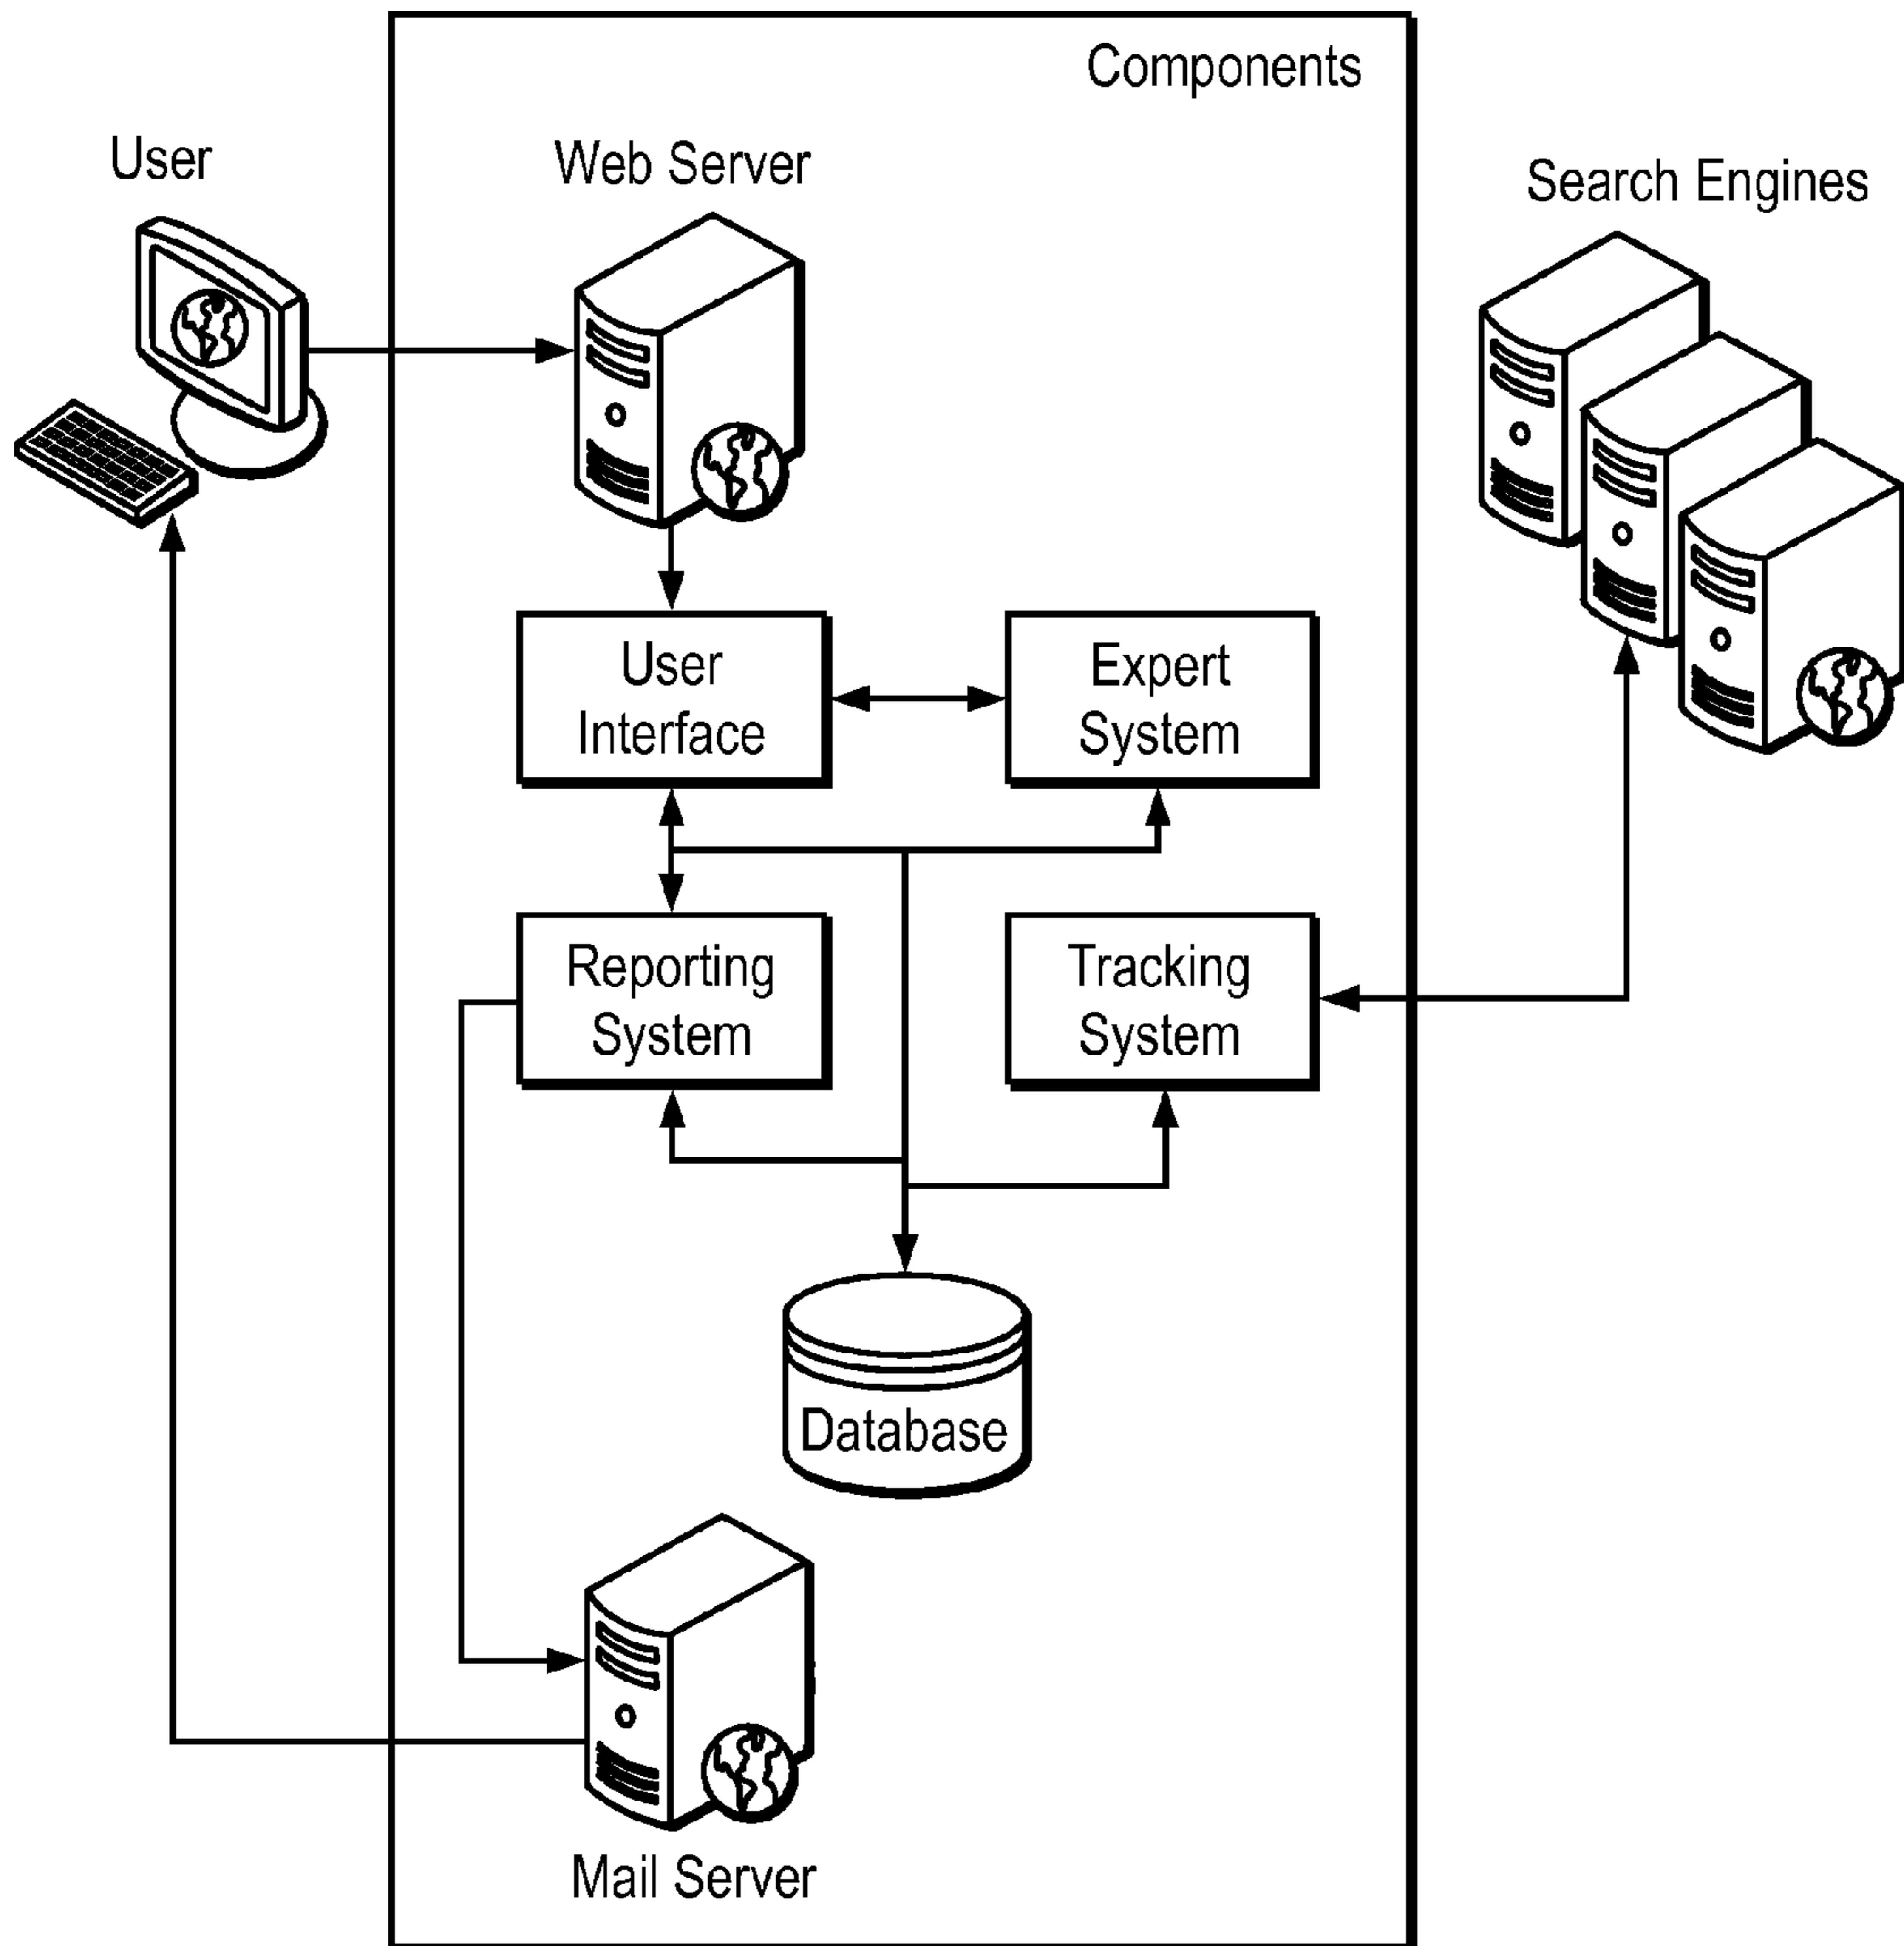 Components
User
Web Server
Search Engines
User
Interface
Expert
System
Reporting
System
Tracking
System
Database
Mail Server